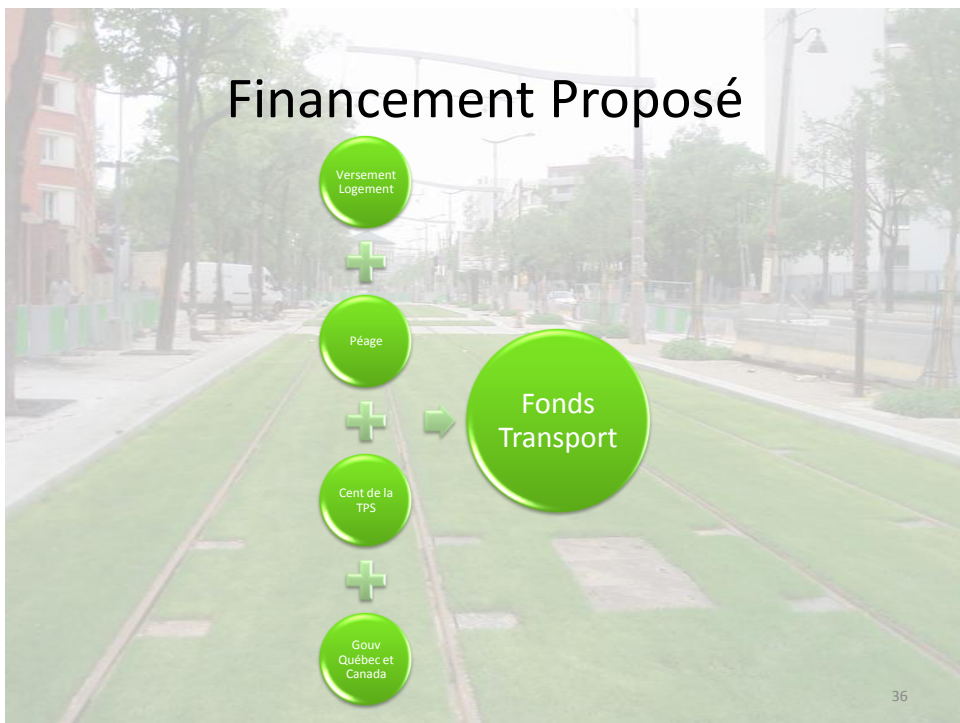 Financement Proposé
Versement
Logement
Péage
Cent de la
TPS
Gouv
Québec et
Canada
Fonds
Transport
36